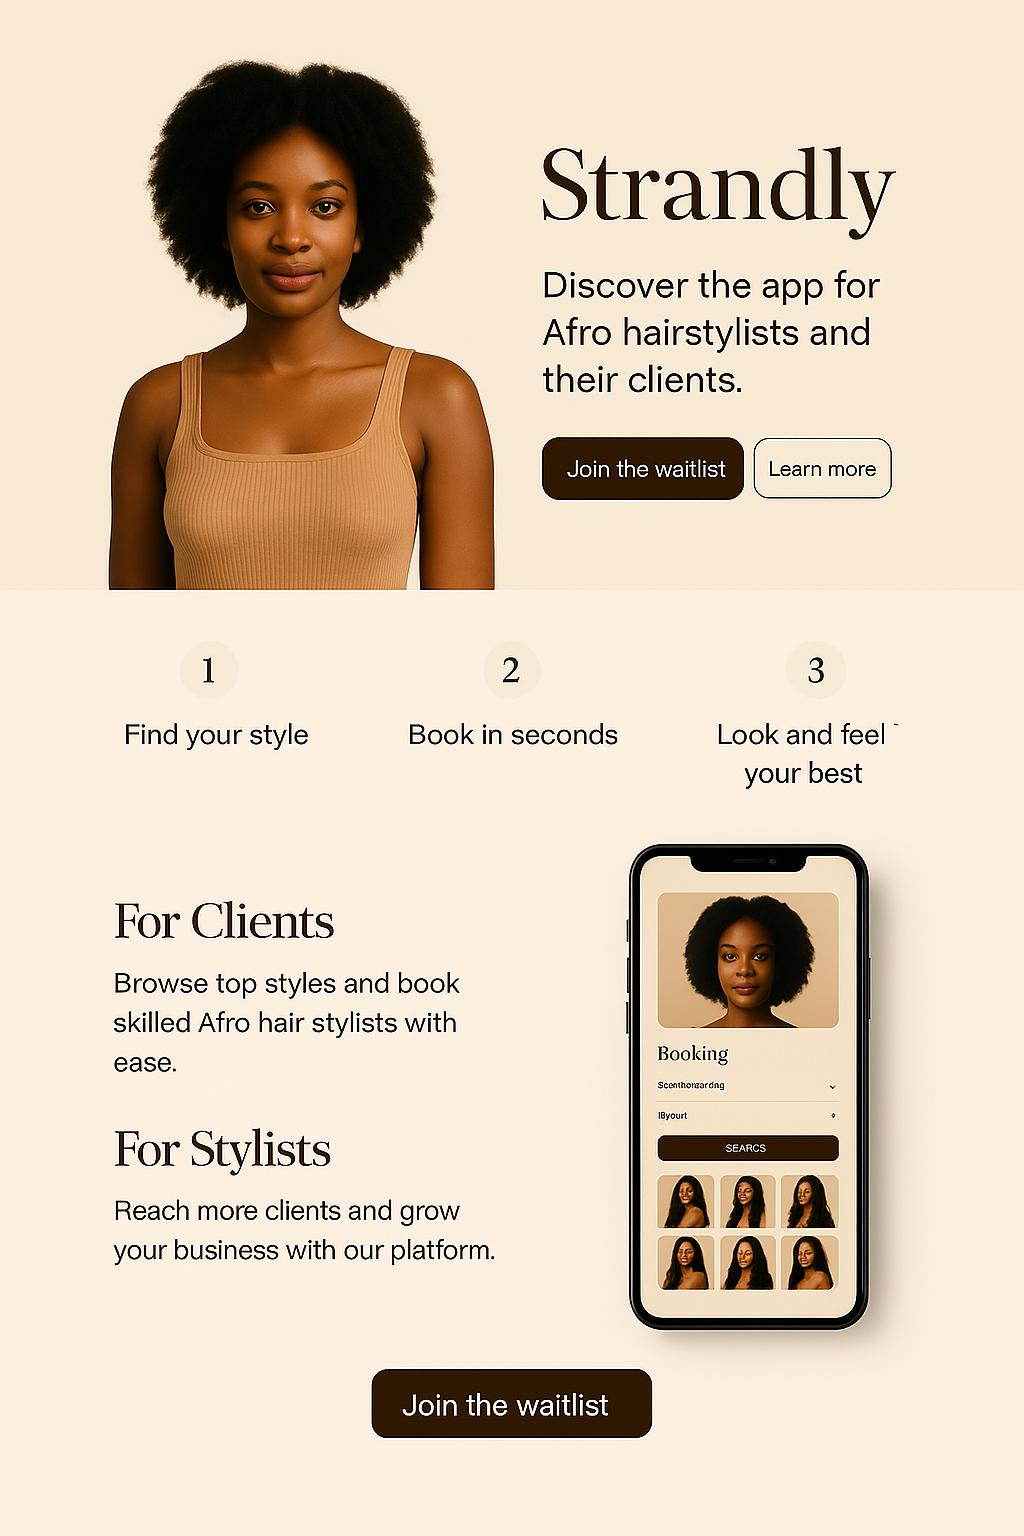 Strandly
Discover the app for
Afro hairstylists and
their clients.
Join the waitlist
Learn more
1
Find your style
2
Book in seconds
3
Look and feel
your best
For Clients
Browse top styles and book
skilled Afro hair stylists with
ease.
For Stylists
Reach more clients and grow
your business with our platform.
Booking
SEARCS
Join the waitlist